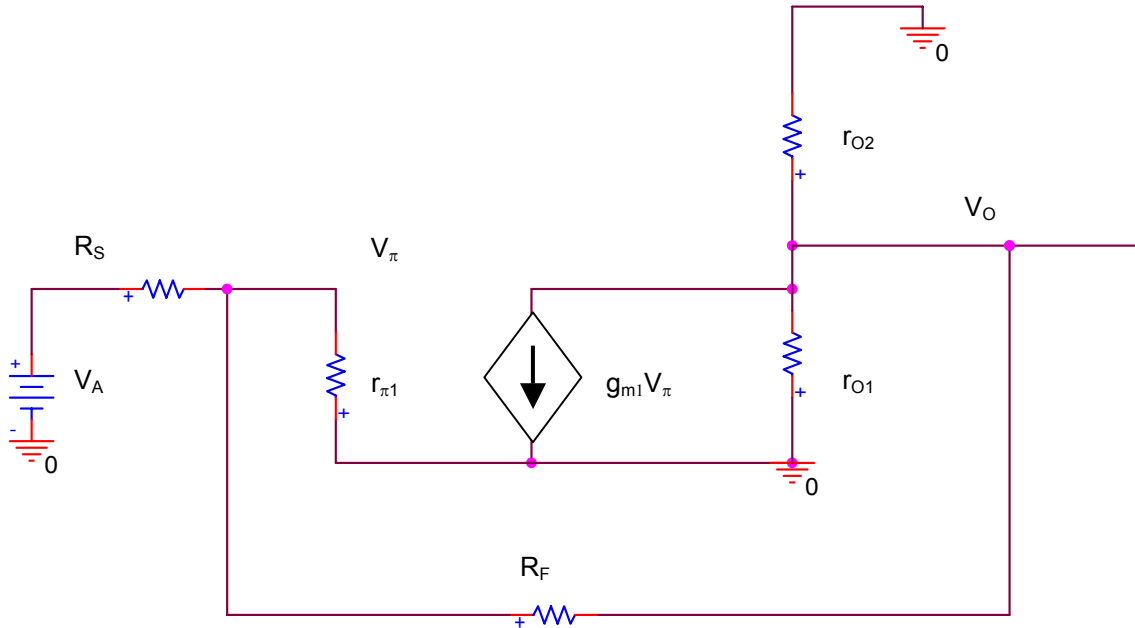 0
r_O2
+
V_O
R_S
V_π
+
+
V_A
r_π1
g_m1V_π
r_O1
+
+
-
0
0
R_F
+